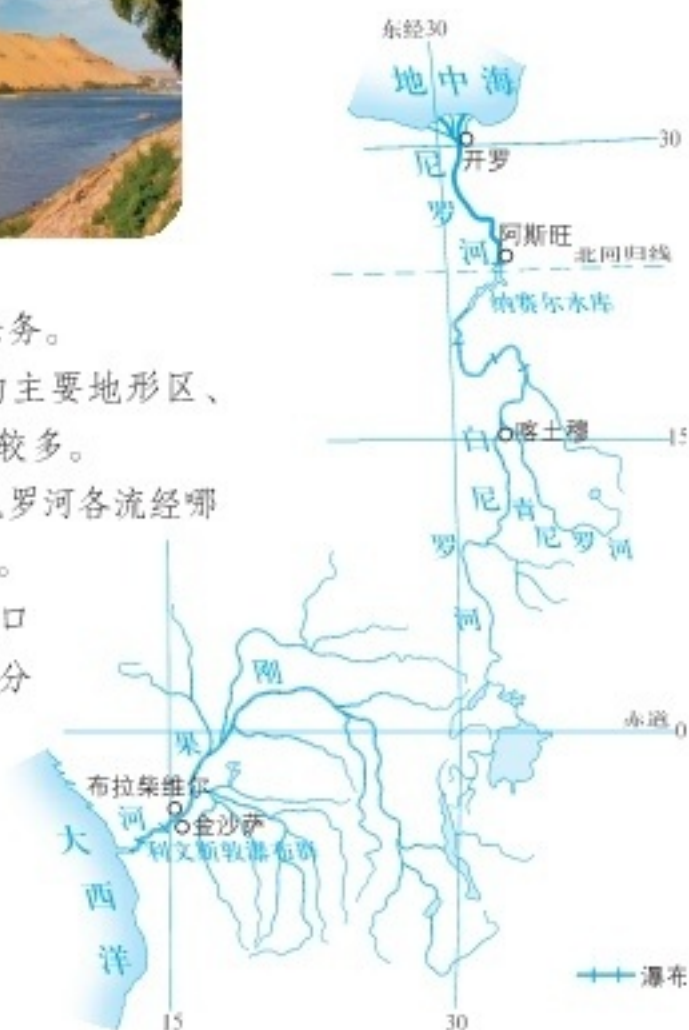 东经30
地中海
30
开罗
尼罗河
阿斯旺
北回归线
纳赛尔水库
务。
主要地形区、
较多。
罗河各流经哪
。
口
分
喀土穆
15
白尼罗河
青尼罗河
刚果河
赤道
0
布拉柴维尔
金沙萨
利文斯敦瀑布群
大西洋
瀑布
15
30